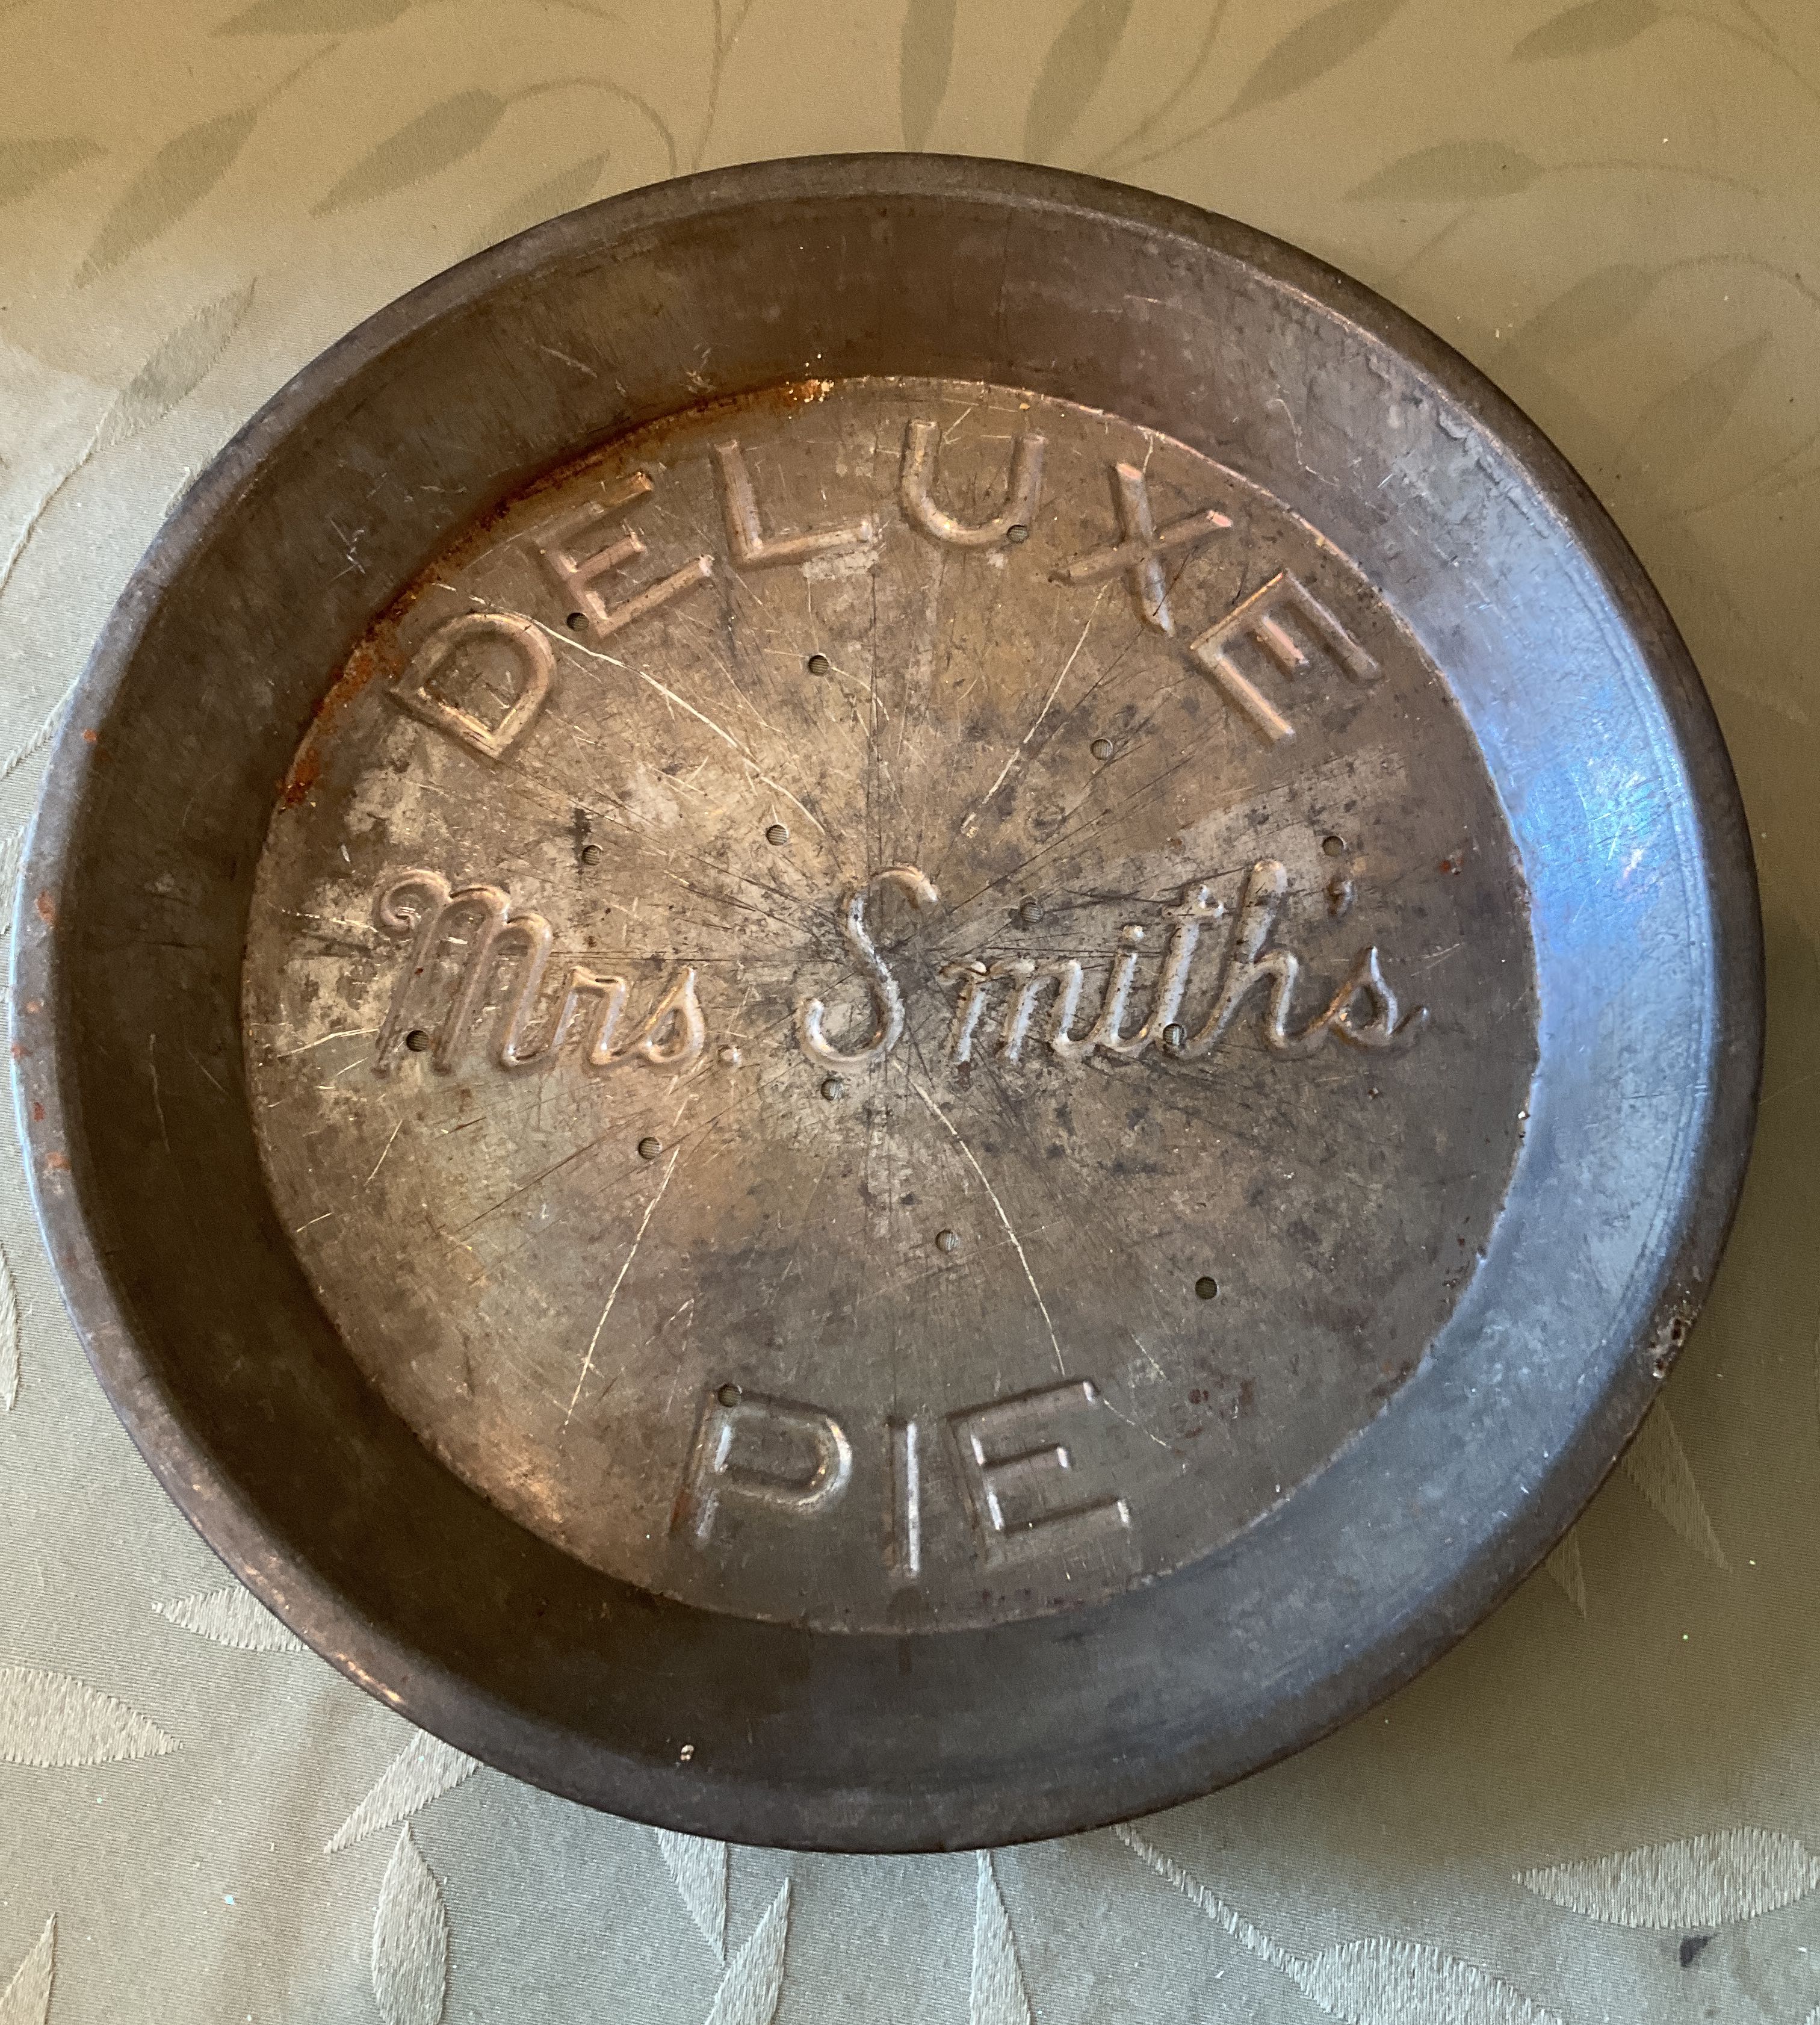 DELUXE
Mrs. Smith's
PIE